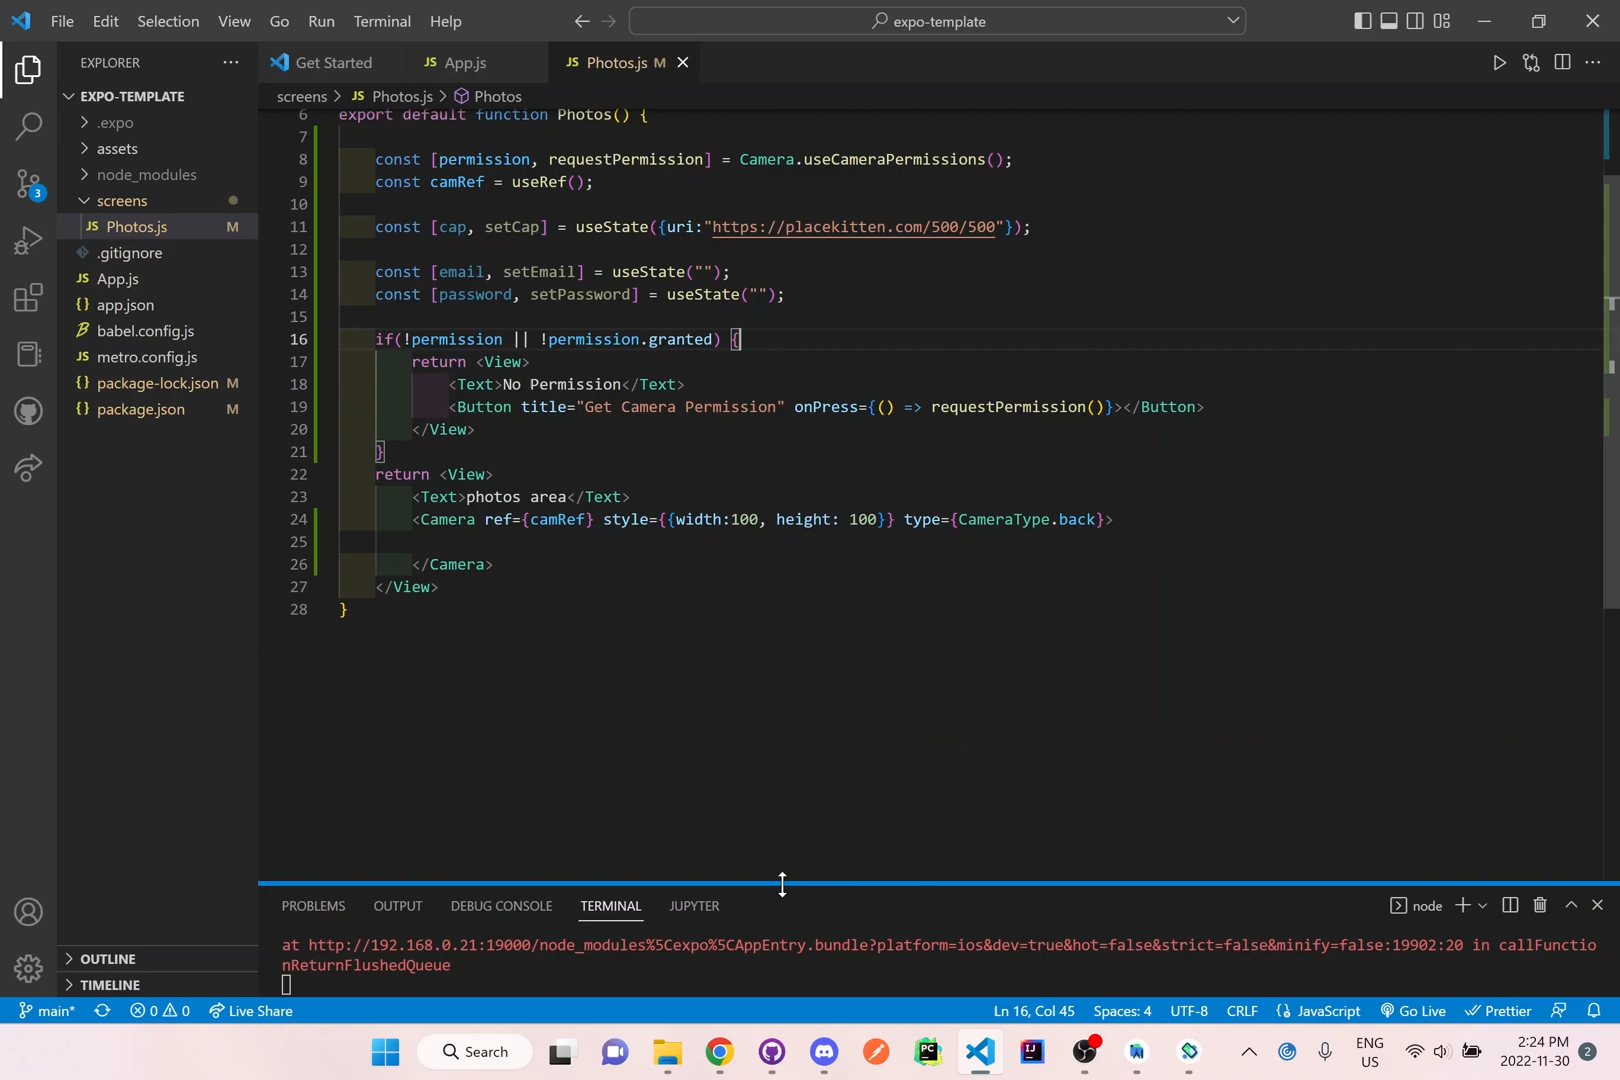 File Edit Selection View Go Run Terminal Help
expo-template
EXPLORER
EXPO-TEMPLATE
.expo
assets
node_modules
screens
JS Photos.js M
.gitignore
JS App.js
{} app.json
babel.config.js
JS metro.config.js
{} package-lock.json M
{} package.json M
OUTLINE
TIMELINE
3
Get Started
JS App.js
JS Photos.js M
screens > JS Photos.js > Photos
6 export default function Photos() {
7
8 const [permission, requestPermission] = Camera.useCameraPermissions();
9 const camRef = useRef();
10
11 const [cap, setCap] = useState({uri:"https://placekitten.com/500/500"});
12
13 const [email, setEmail] = useState("");
14 const [password, setPassword] = useState("");
15
16 if(!permission || !permission.granted) {
17 return <View>
18 <Text>No Permission</Text>
19 <Button title="Get Camera Permission" onPress={() => requestPermission()}></Button>
20 </View>
21 }
22 return <View>
23 <Text>photos area</Text>
24 <Camera ref={camRef} style={{width:100, height: 100}} type={CameraType.back}>
25
26 </Camera>
27 </View>
28 }
PROBLEMS OUTPUT DEBUG CONSOLE TERMINAL JUPYTER
node
at http://192.168.0.21:19000/node_modules%5Cexpo%5CAppEntry.bundle?platform=ios&dev=true&hot=false&strict=false&minify=false:19902:20 in callFunctio
nReturnFlushedQueue
main* 0 0 Live Share
Ln 16, Col 45 Spaces: 4 UTF-8 CRLF {} JavaScript Go Live Prettier
Search
PC
IJ
ENG
US
2:24 PM
2022-11-30
2